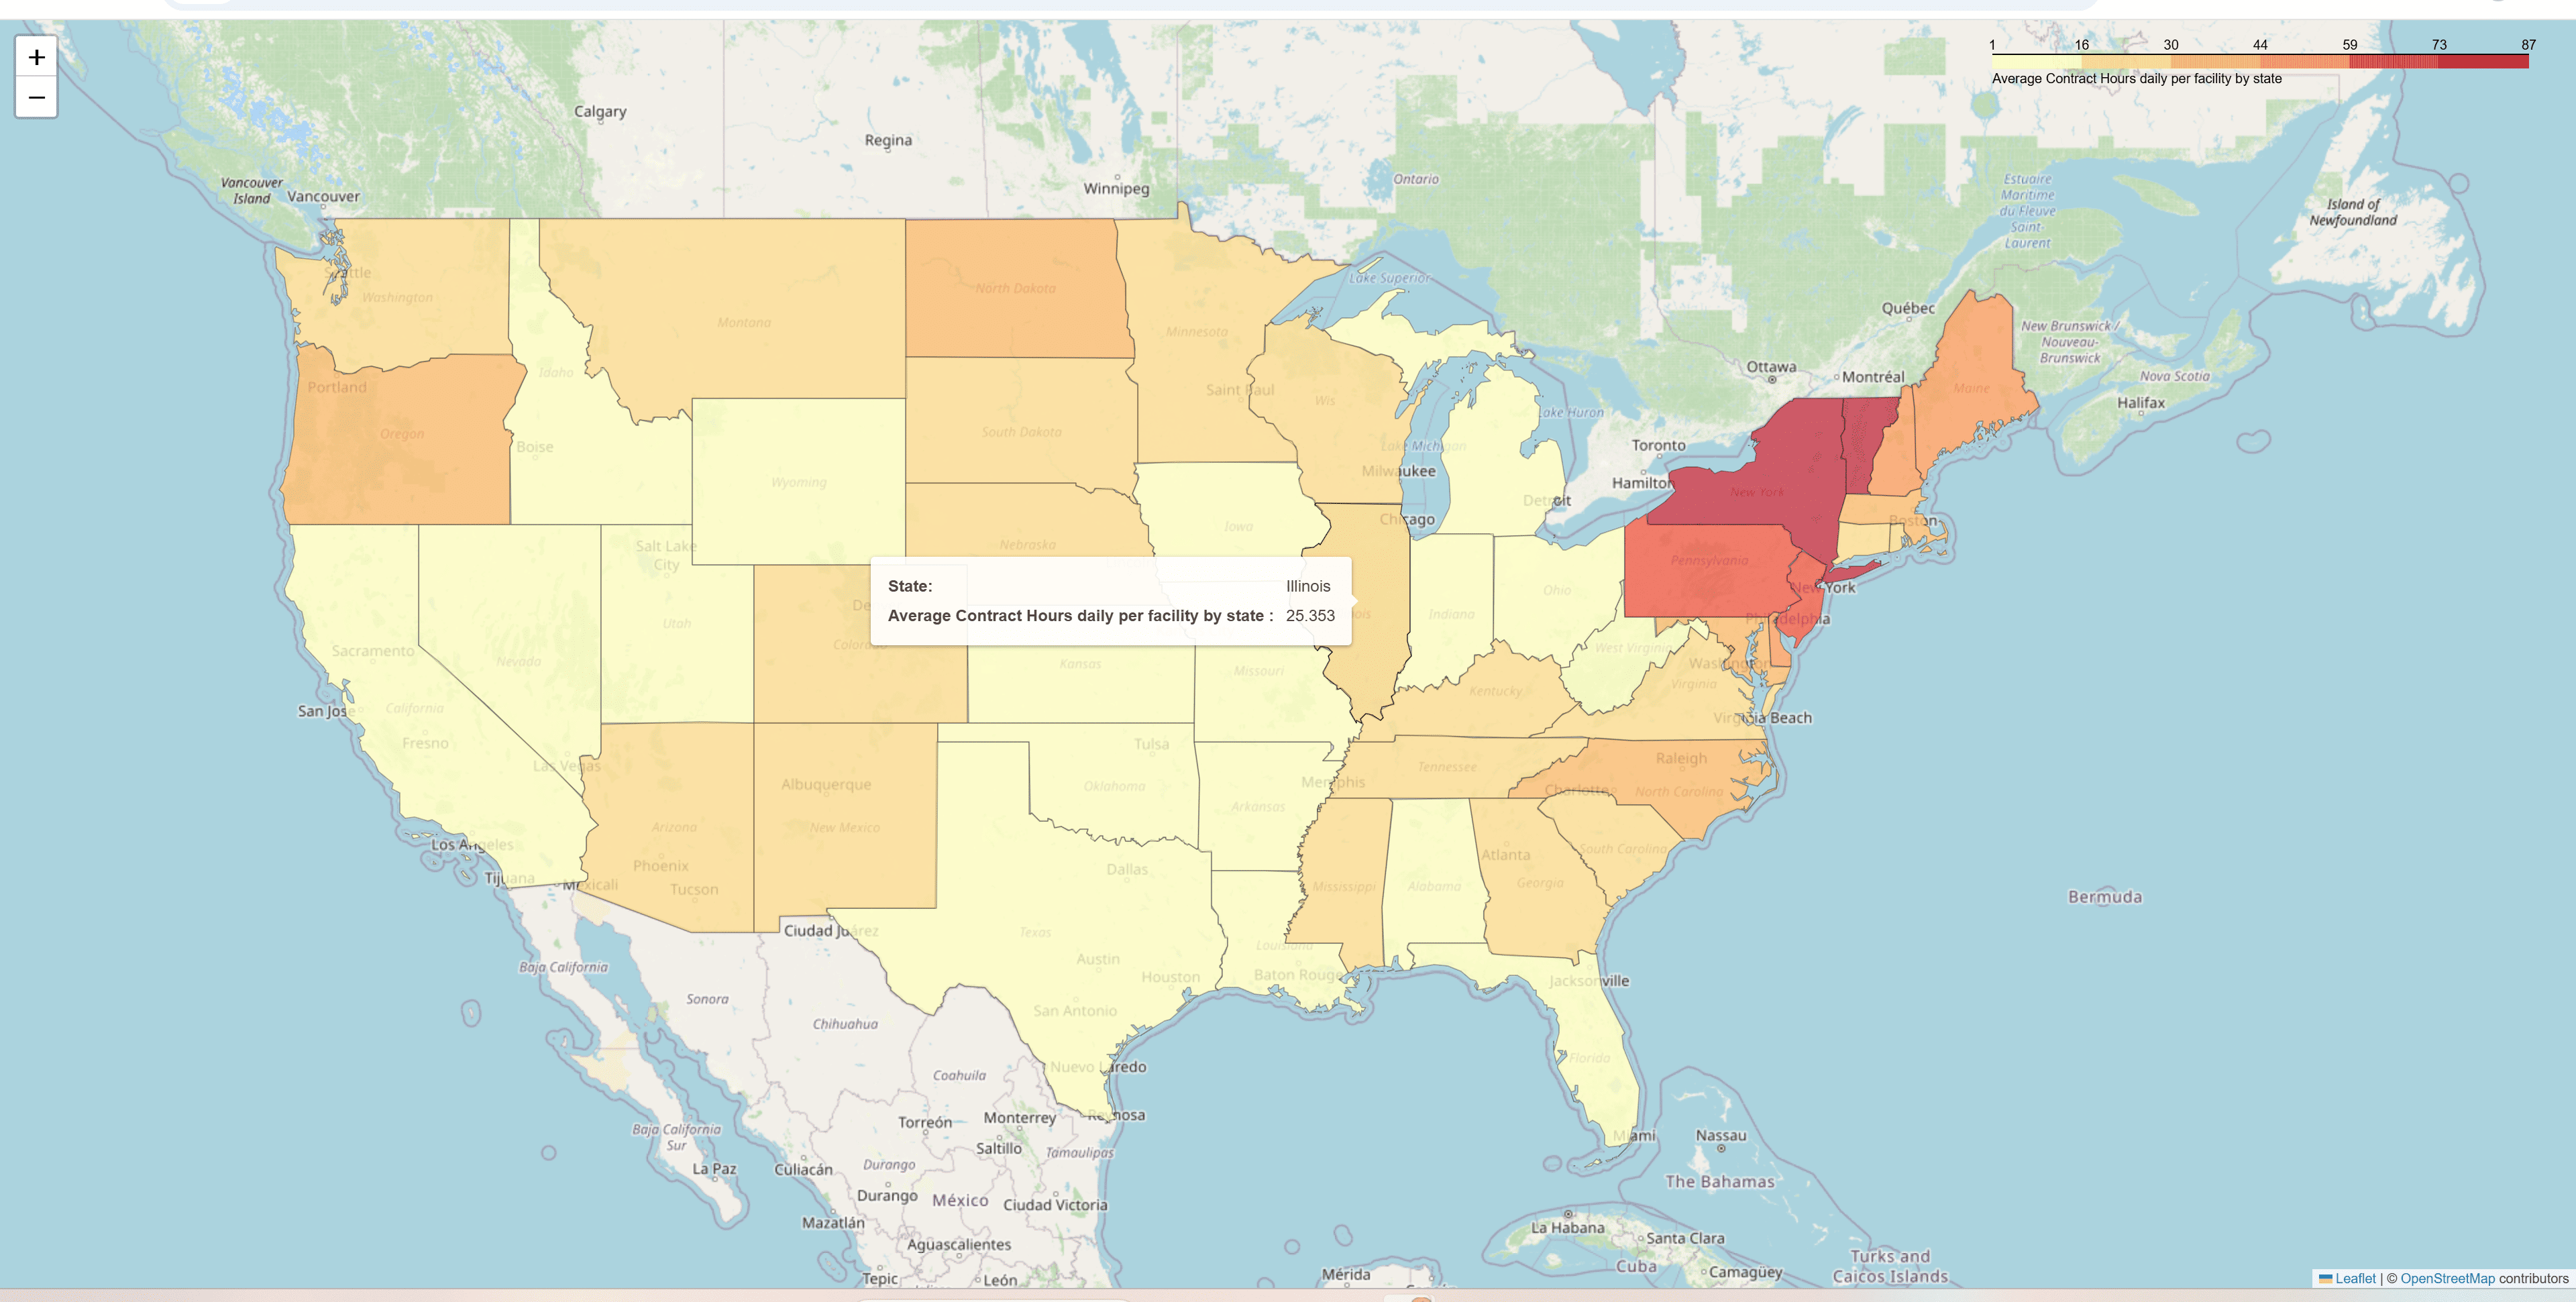 +
−
1 16 30 44 59 73 87
Average Contract Hours daily per facility by state
Calgary
Regina
Winnipeg
Ontario
Vancouver
Island
Vancouver
Estuaire
Maritime
du Fleuve
Saint-
Laurent
Island of
Newfoundland
Seattle
Washington
Montana
North Dakota
Minnesota
Lake Superior
Québec
New Brunswick /
Nouveau-
Brunswick
Nova Scotia
Halifax
Ottawa
Montréal
Maine
Portland
Oregon
Idaho
Boise
Wyoming
South Dakota
Saint Paul
Wis
Lake Michigan
Milwaukee
Lake Huron
Toronto
Hamilton
New York
Detroit
Chicago
Boston
Iowa
Nebraska
Salt Lake
City
Pennsylvania
New York
Philadelphia
Ohio
Indiana
Utah
De
Colorado
State: Illinois
Average Contract Hours daily per facility by state : 25.353
ois
West Virginia
Washington
Virginia
Virginia Beach
Kentucky
Kansas
Missouri
Sacramento
Nevada
San Jose
California
Fresno
Las Vegas
Tulsa
Oklahoma
Albuquerque
New Mexico
Arizona
Phoenix
Tucson
Memphis
Tennessee
Arkansas
Raleigh
Charlotte
North Carolina
South Carolina
Atlanta
Georgia
Mississippi
Alabama
Los Angeles
Tijuana
Mexicali
Dallas
Ciudad Juárez
Texas
Austin
Houston
San Antonio
Louisiana
Baton Rouge
Jacksonville
Bermuda
Baja California
Sonora
Chihuahua
Coahuila
Nuevo Laredo
Florida
Reynosa
Monterrey
Torreón
Saltillo
Tamaulipas
Miami
Nassau
The Bahamas
Baja California
Sur
La Paz
Culiacán
Durango
Durango
México
Ciudad Victoria
Mazatlán
Aguascalientes
Tepic
León
Mérida
La Habana
Santa Clara
Cuba
Camagüey
Turks and
Caicos Islands
Leaflet | © OpenStreetMap contributors